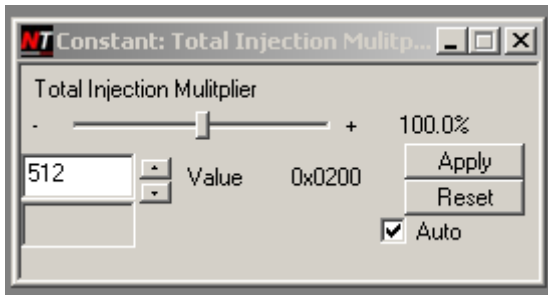 NT Constant: Total Injection Mulitp...
Total Injection Mulitplier
- + 100.0%
512 Value 0x0200 Apply
Reset
Auto